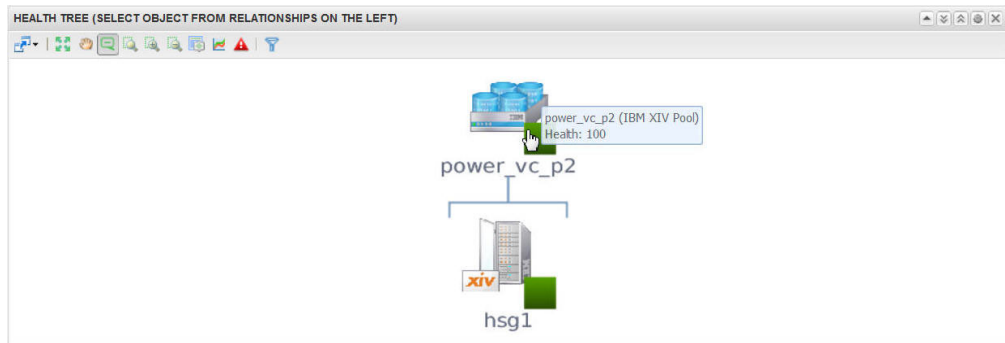 HEALTH TREE (SELECT OBJECT FROM RELATIONSHIPS ON THE LEFT)
IBM
power_vc_p2 (IBM XIV Pool)
Health: 100
power_vc_p2
xiv
hsg1